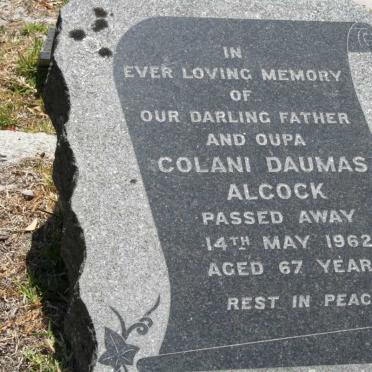 IN
EVER LOVING MEMORY
OF
OUR DARLING FATHER
AND OUPA
COLANI DAUMAS
ALCOCK
PASSED AWAY
14TH MAY 1962
AGED 67 YEAR
REST IN PEAC